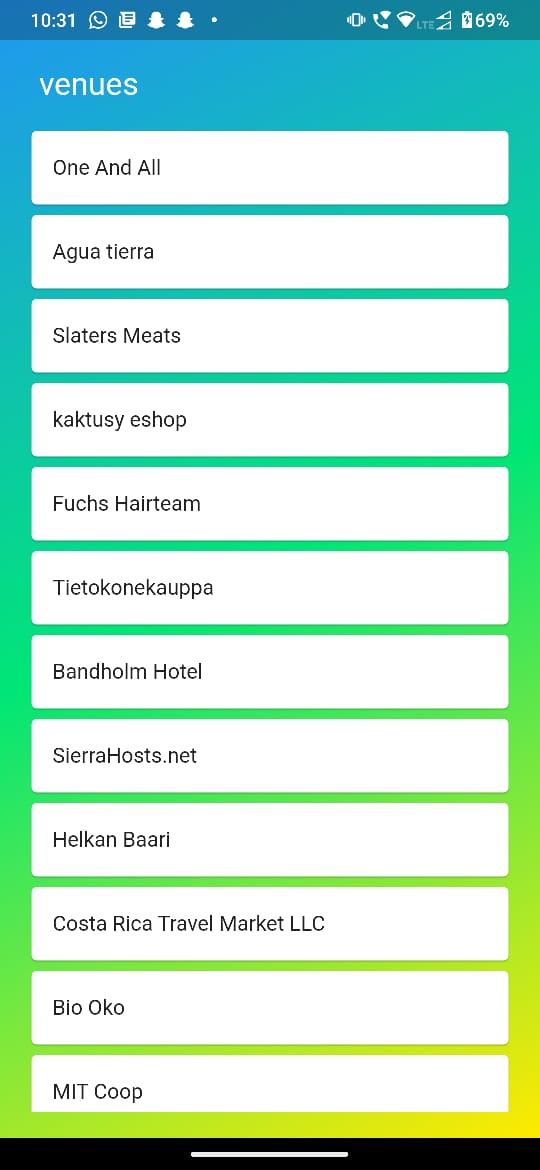 10:31
LTE
69%
venues
One And All
Agua tierra
Slaters Meats
kaktusy eshop
Fuchs Hairteam
Tietokonekauppa
Bandholm Hotel
SierraHosts.net
Helkan Baari
Costa Rica Travel Market LLC
Bio Oko
MIT Coop